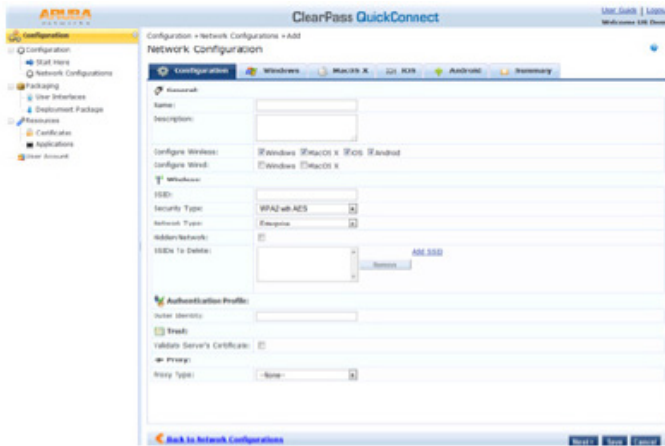 ARUBA
NETWORKS
ClearPass QuickConnect
User Guide | Logout
Configuration
Configuration » Network Configurations » Add
Configuration
Network Configuration
Start Here
Network Configurations
Configuration
Windows
MacOS X
iOS
Android
Summary
Packaging
User Interfaces
Deployment Package
Resources
Certificates
Applications
User Account
General:
Name:
Description:
Configure Wireless:
Windows
MacOS X
iOS
Android
Configure Wired:
Windows
MacOS X
Wireless:
SSID:
Security Type:
WPA2 with AES
Network Type:
Enterprise
Hidden Network:
SSIDs To Delete:
Add SSID
Remove
Authentication Profile:
Outer Identity:
Trust:
Validate Server's Certificate:
Proxy:
Proxy Type:
--None--
Back to Network Configurations
Next >
Save
Cancel